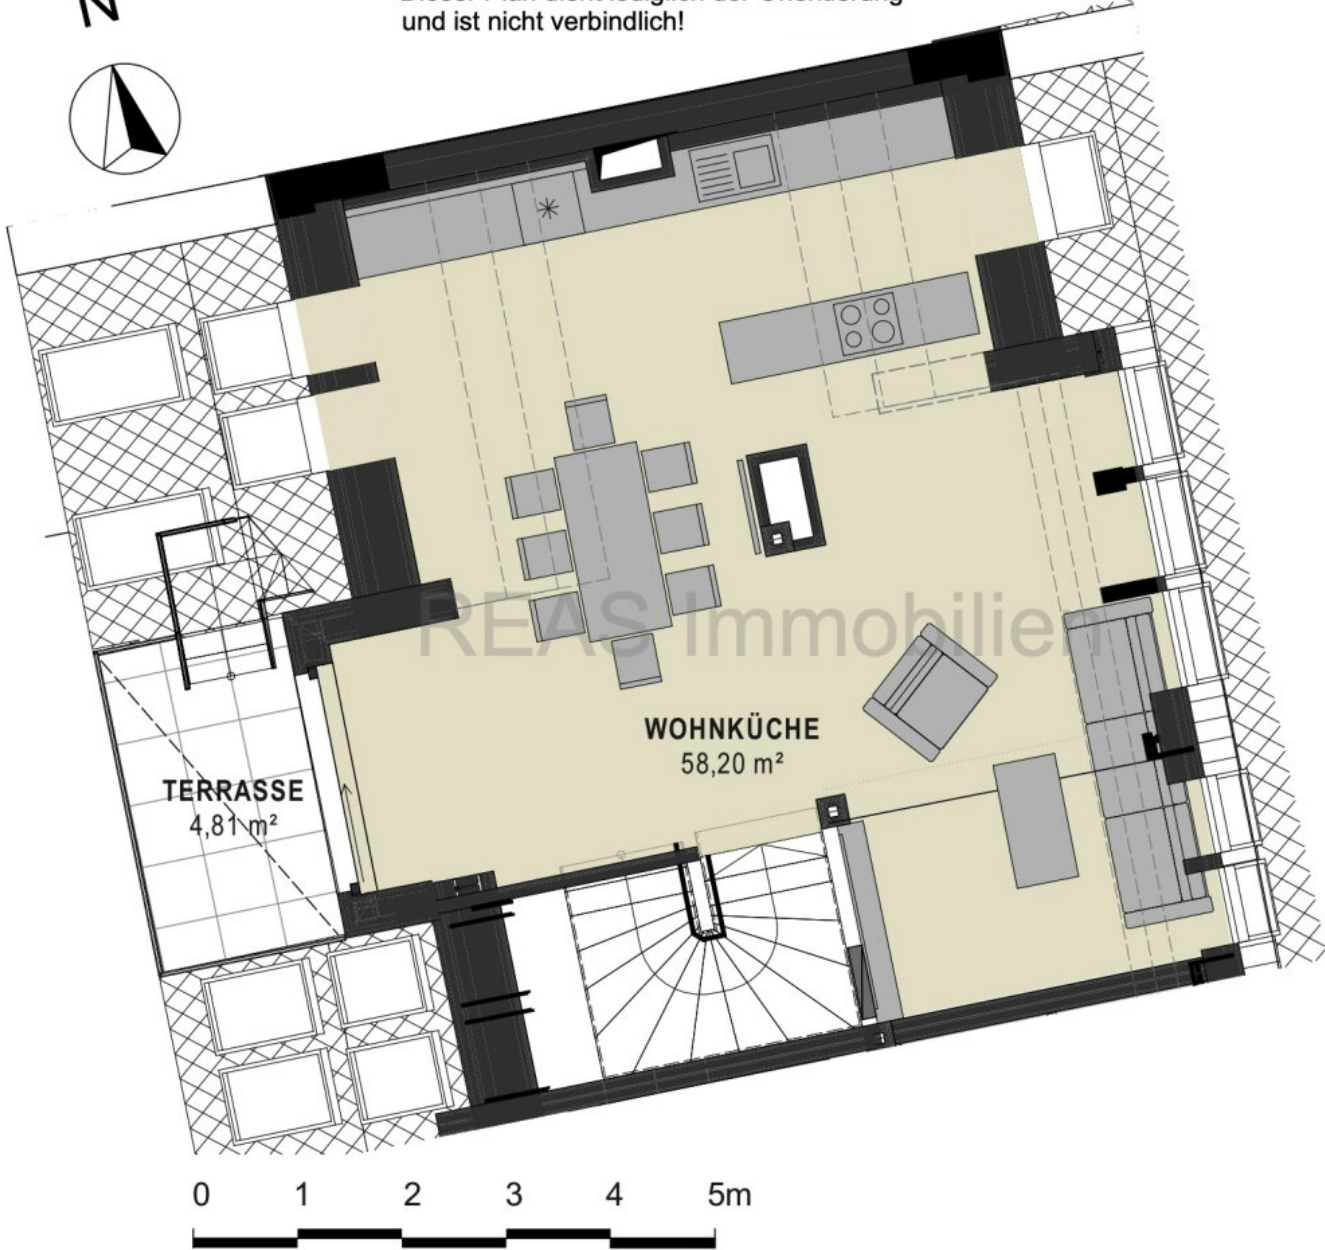 N
und ist nicht verbindlich!
REAS Immobilien
WOHNKÜCHE
58,20 m²
TERRASSE
4,81 m²
0 1 2 3 4 5m